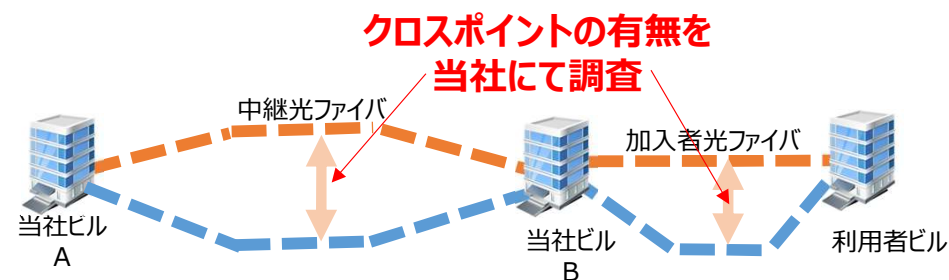 クロスポイントの有無を
当社にて調査
中継光ファイバ
加入者光ファイバ
当社ビル
A
当社ビル
B
利用者ビル